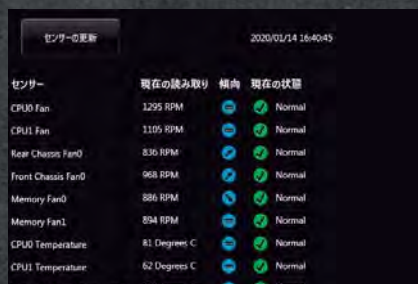 センサーの更新
2020/01/14 16:40:45
センサー 現在の読み取り 傾向 現在の状態
CPU0 Fan 1295 RPM Normal
CPU1 Fan 1105 RPM Normal
Rear Chassis Fan0 836 RPM Normal
Front Chassis Fan0 968 RPM Normal
Memory Fan0 886 RPM Normal
Memory Fan1 894 RPM Normal
CPU0 Temperature 81 Degrees C Normal
CPU1 Temperature 62 Degrees C Normal